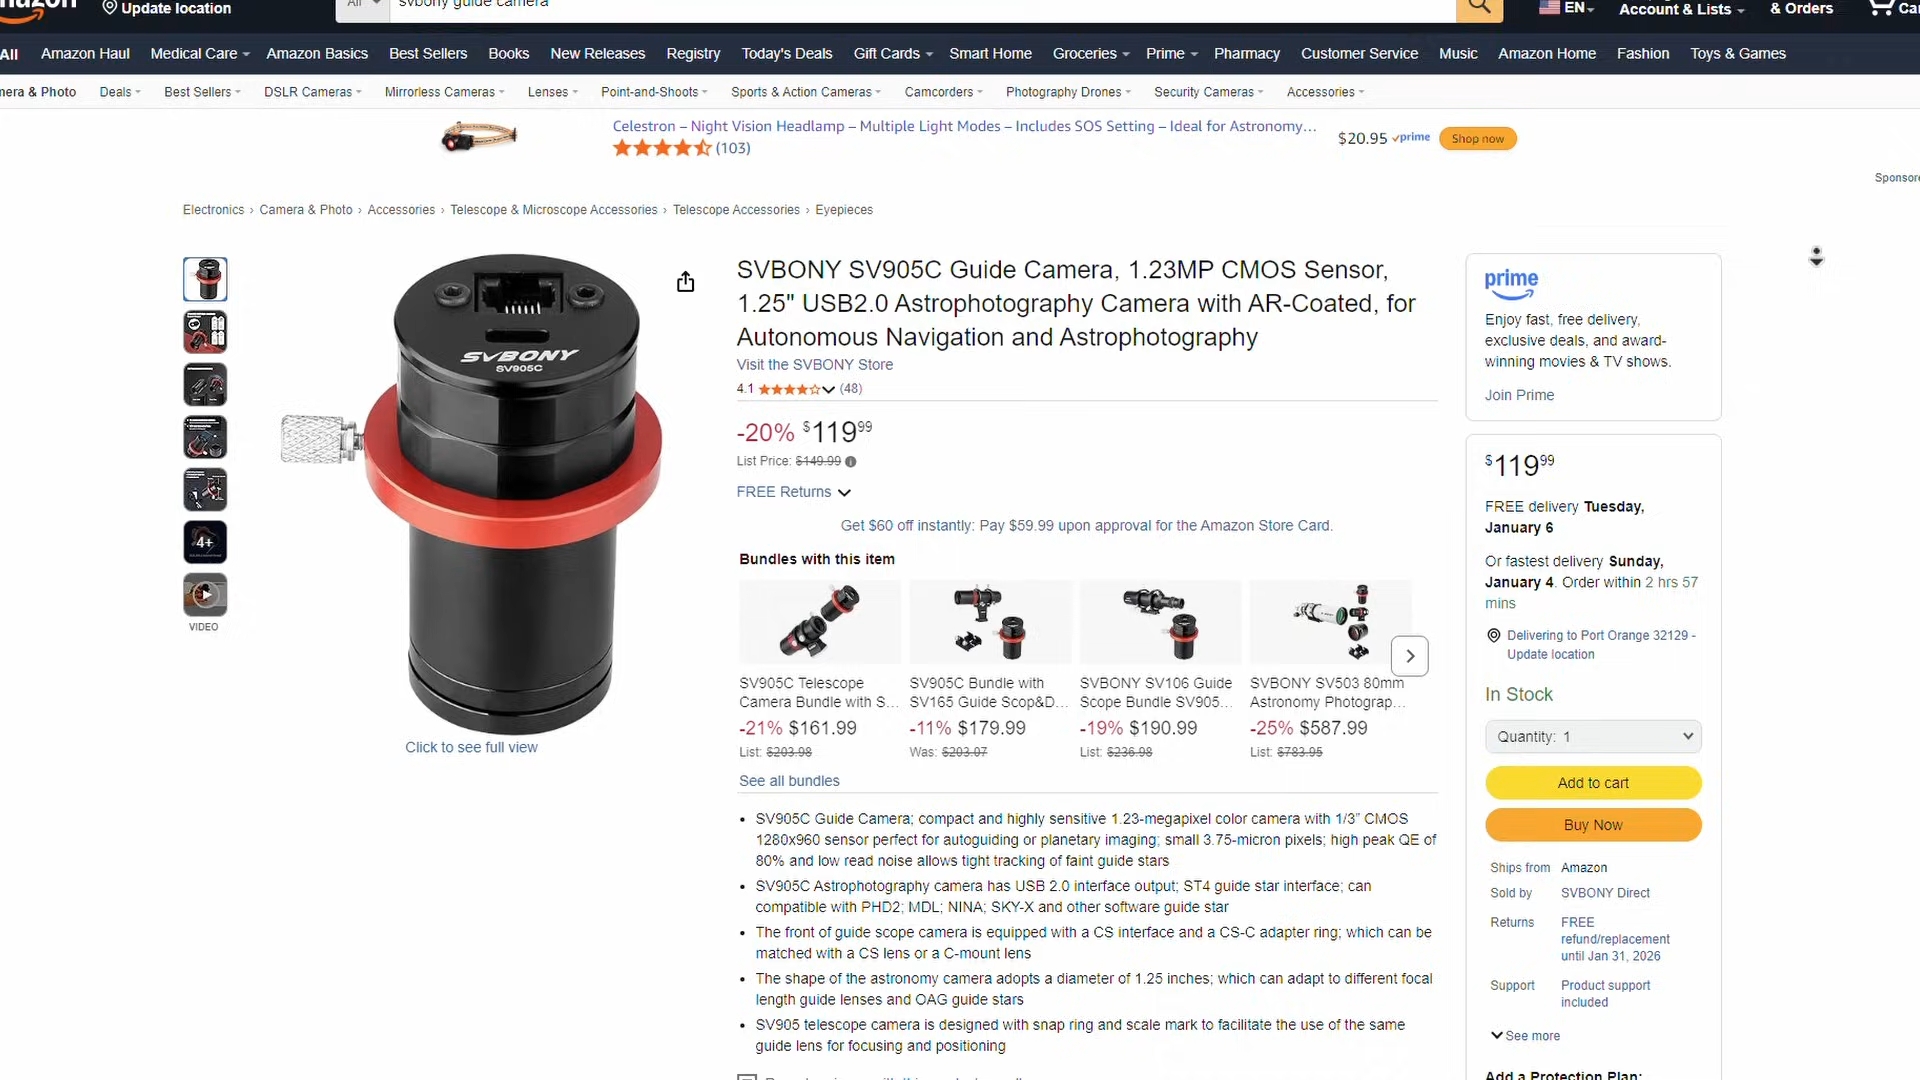 Update location
All
svbony guide camera
EN
Account & Lists
& Orders
All
Amazon Haul
Medical Care
Amazon Basics
Best Sellers
Books
New Releases
Registry
Today's Deals
Gift Cards
Smart Home
Groceries
Prime
Pharmacy
Customer Service
Music
Amazon Home
Fashion
Toys & Games
mera & Photo
Deals
Best Sellers
DSLR Cameras
Mirrorless Cameras
Lenses
Point-and-Shoots
Sports & Action Cameras
Camcorders
Photography Drones
Security Cameras
Accessories
Celestron – Night Vision Headlamp – Multiple Light Modes – Includes SOS Setting – Ideal for Astronomy…
(103)
$20.95 prime
Shop now
Sponsore
Electronics › Camera & Photo › Accessories › Telescope & Microscope Accessories › Telescope Accessories › Eyepieces
SVBONY
SV905C
4+
VIDEO
Click to see full view
SVBONY SV905C Guide Camera, 1.23MP CMOS Sensor,
1.25" USB2.0 Astrophotography Camera with AR-Coated, for
Autonomous Navigation and Astrophotography
Visit the SVBONY Store
4.1 (48)
-20% $119 99
List Price: $149.99
FREE Returns
Get $60 off instantly: Pay $59.99 upon approval for the Amazon Store Card.
Bundles with this item
SV905C Telescope
Camera Bundle with S…
-21% $161.99
List: $203.98
SV905C Bundle with
SV165 Guide Scop&D…
-11% $179.99
Was: $203.07
SVBONY SV106 Guide
Scope Bundle SV905…
-19% $190.99
List: $236.98
SVBONY SV503 80mm
Astronomy Photograp…
-25% $587.99
List: $783.95
See all bundles
• SV905C Guide Camera; compact and highly sensitive 1.23-megapixel color camera with 1/3” CMOS
1280x960 sensor perfect for autoguiding or planetary imaging; small 3.75-micron pixels; high peak QE of
80% and low read noise allows tight tracking of faint guide stars
• SV905C Astrophotography camera has USB 2.0 interface output; ST4 guide star interface; can
compatible with PHD2; MDL; NINA; SKY-X and other software guide star
• The front of guide scope camera is equipped with a CS interface and a CS-C adapter ring; which can be
matched with a CS lens or a C-mount lens
• The shape of the astronomy camera adopts a diameter of 1.25 inches; which can adapt to different focal
length guide lenses and OAG guide stars
• SV905 telescope camera is designed with snap ring and scale mark to facilitate the use of the same
guide lens for focusing and positioning
prime
Enjoy fast, free delivery,
exclusive deals, and award-
winning movies & TV shows.
Join Prime
$119 99
FREE delivery Tuesday,
January 6
Or fastest delivery Sunday,
January 4. Order within 2 hrs 57
mins
Delivering to Port Orange 32129 -
Update location
In Stock
Quantity: 1
Add to cart
Buy Now
Ships from Amazon
Sold by SVBONY Direct
Returns FREE
refund/replacement
until Jan 31, 2026
Support Product support
included
See more
Add a Protection Plan: